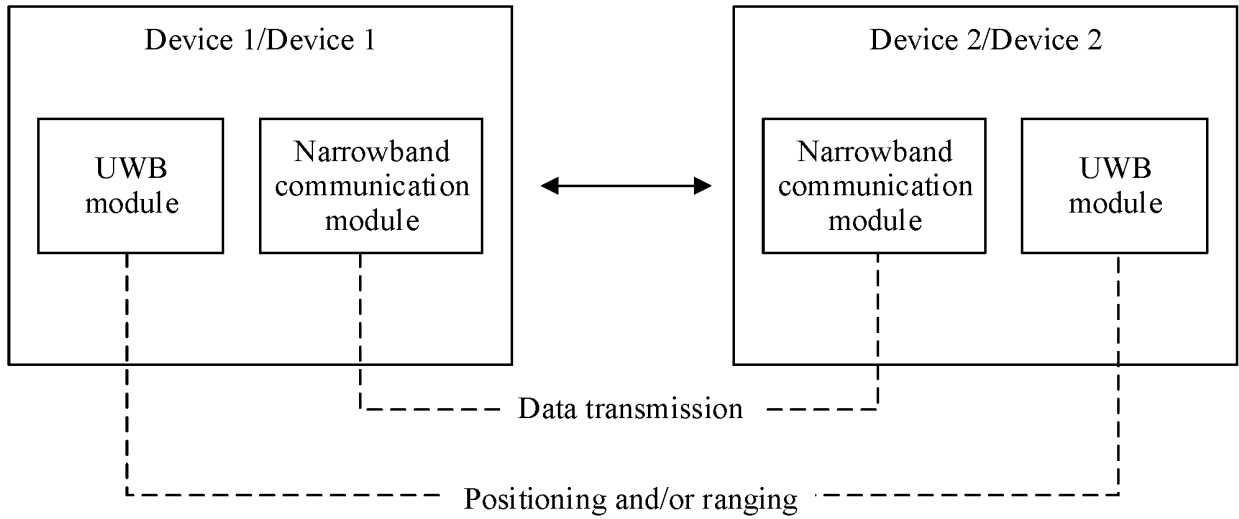 Device 1/Device 1
UWB
module
Narrowband
communication
module
Device 2/Device 2
Narrowband
communication
module
UWB
module
Data transmission
Positioning and/or ranging